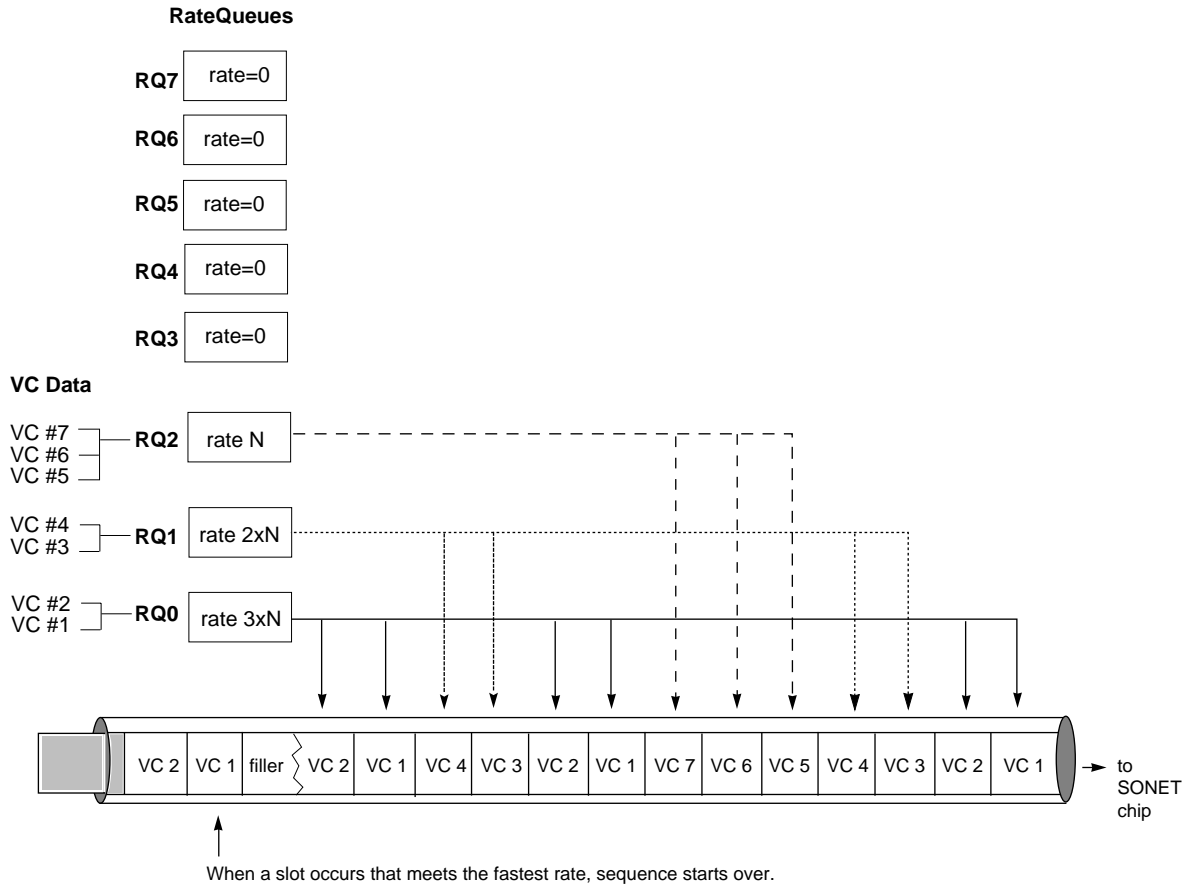 RateQueues
RQ7 rate=0
RQ6 rate=0
RQ5 rate=0
RQ4 rate=0
RQ3 rate=0
VC Data
VC #7
VC #6
VC #5
RQ2 rate N
VC #4
VC #3
RQ1 rate 2xN
VC #2
VC #1
RQ0 rate 3xN
VC 2 VC 1 filler VC 2 VC 1 VC 4 VC 3 VC 2 VC 1 VC 7 VC 6 VC 5 VC 4 VC 3 VC 2 VC 1
to
SONET
chip
When a slot occurs that meets the fastest rate, sequence starts over.